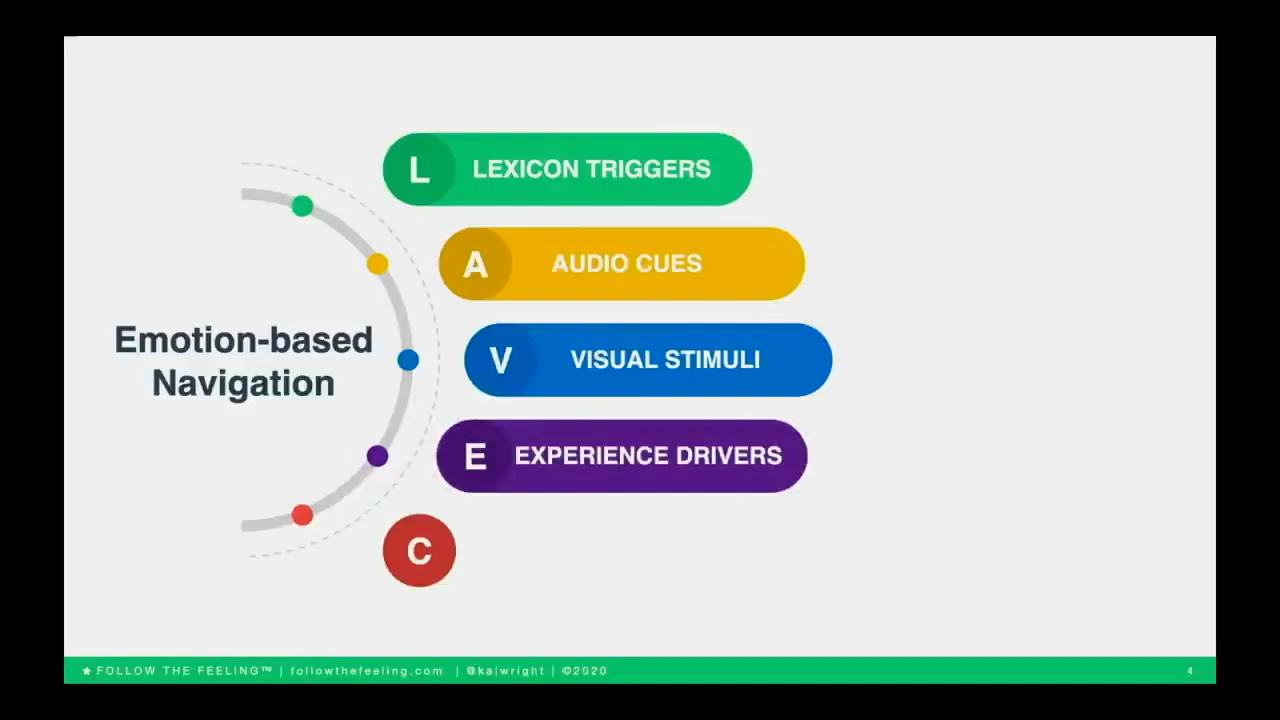 L LEXICON TRIGGERS
A AUDIO CUES
Emotion-based
Navigation
V VISUAL STIMULI
E EXPERIENCE DRIVERS
C
★ FOLLOW THE FEELING™ | followthefeeling.com | @kaiwright | ©2020 4